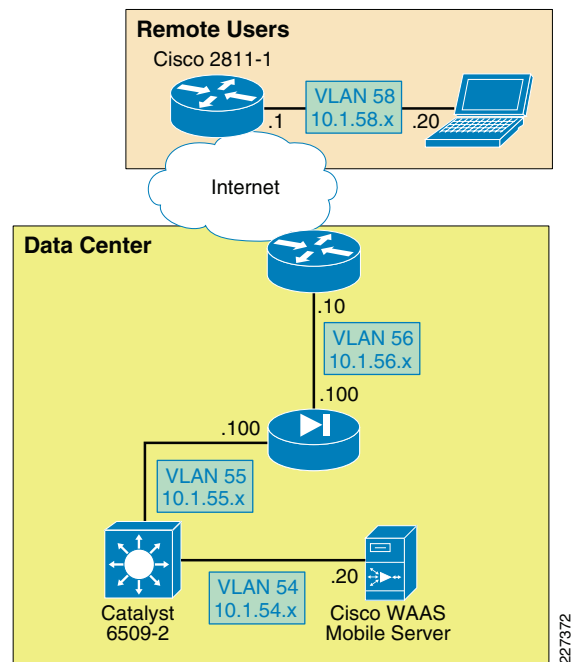 Remote Users
Cisco 2811-1
VLAN 58
10.1.58.x
.1
.20
Internet
Data Center
.10
VLAN 56
10.1.56.x
.100
.100
VLAN 55
10.1.55.x
VLAN 54
10.1.54.x
.20
Catalyst
6509-2
Cisco WAAS
Mobile Server
227372